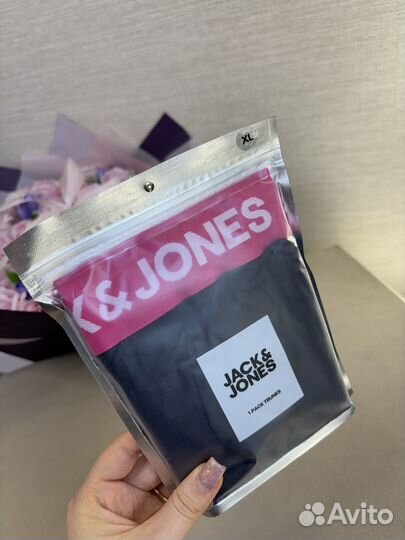 XL
K&JONES
JACK&
JONES
1 PACK TRUNKS
Avito